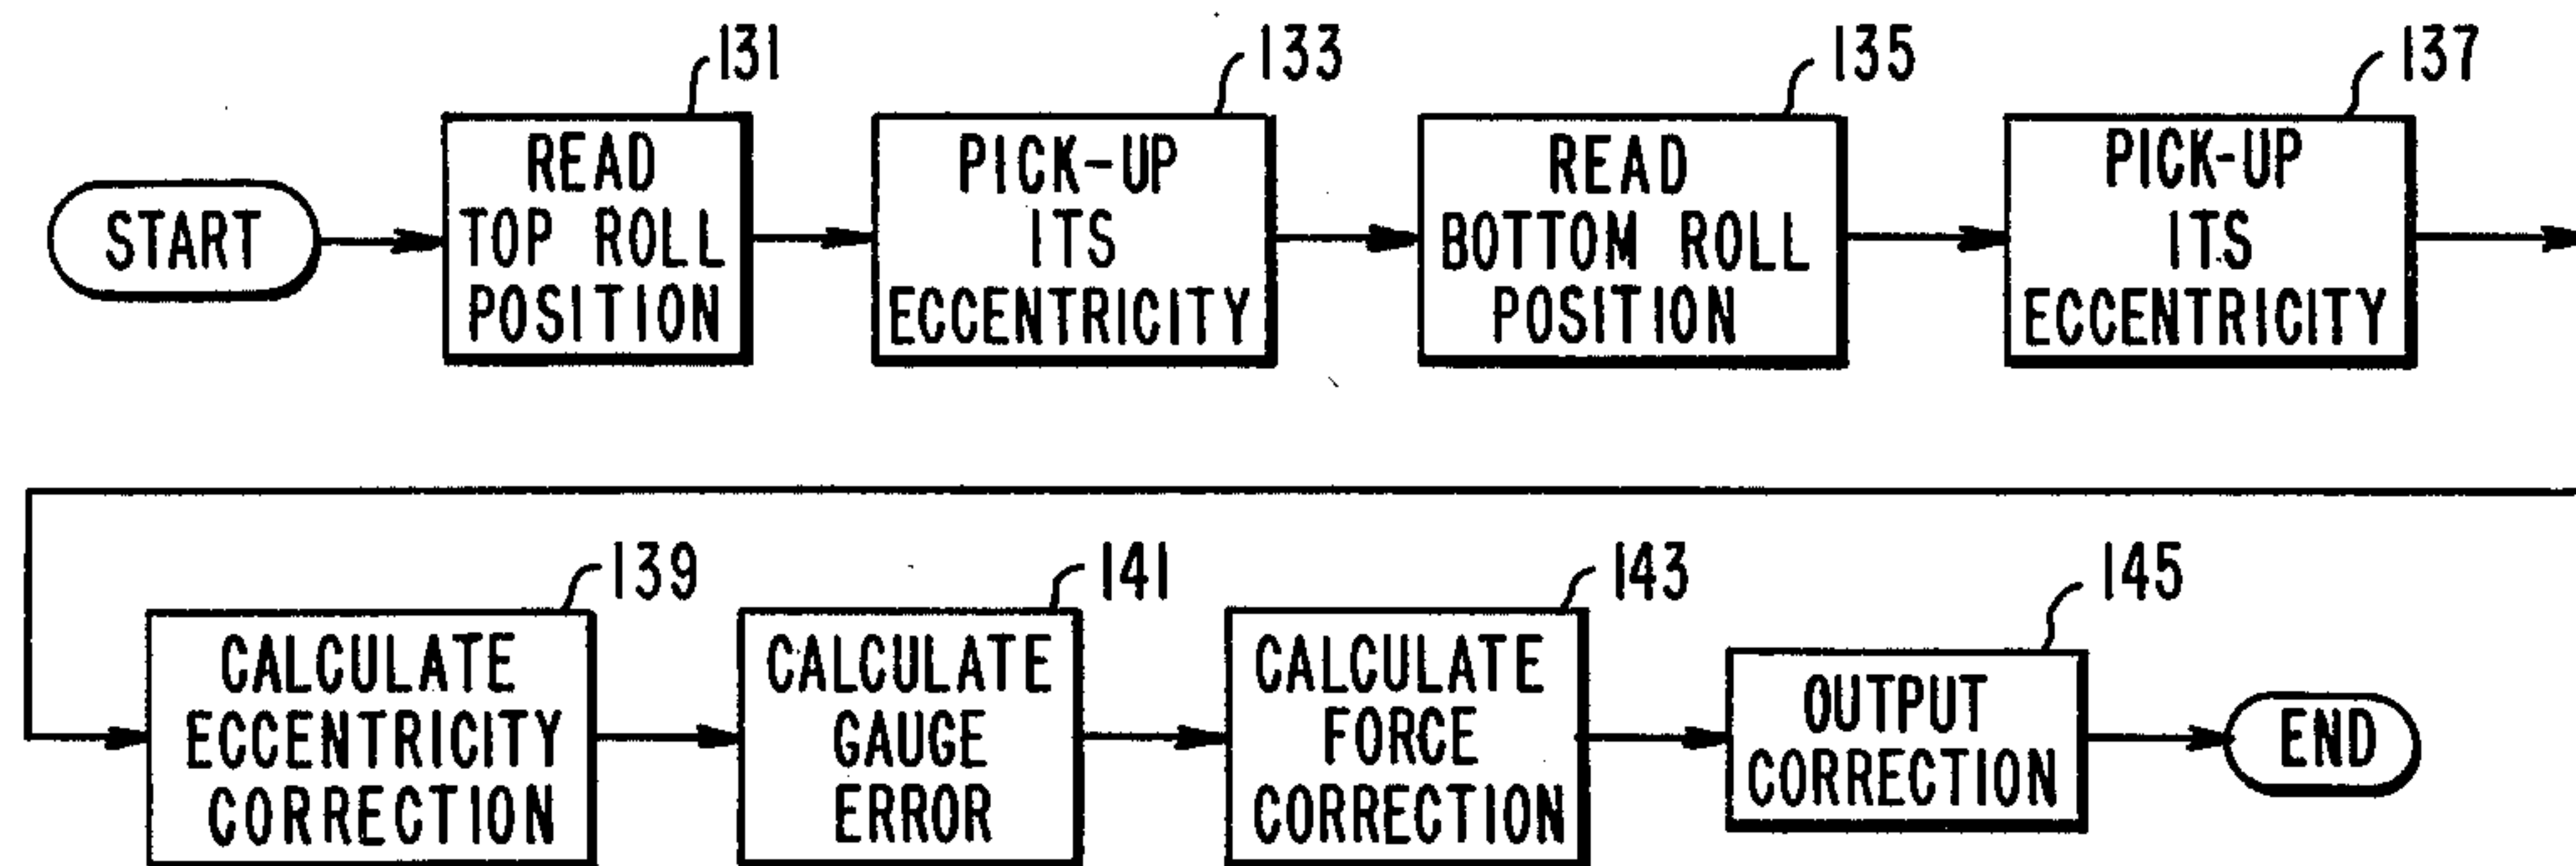 131
133
135
137
START
READ
TOP ROLL
POSITION
PICK-UP
ITS
ECCENTRICITY
READ
BOTTOM ROLL
POSITION
PICK-UP
ITS
ECCENTRICITY
139
141
143
145
CALCULATE
ECCENTRICITY
CORRECTION
CALCULATE
GAUGE
ERROR
CALCULATE
FORCE
CORRECTION
OUTPUT
CORRECTION
END